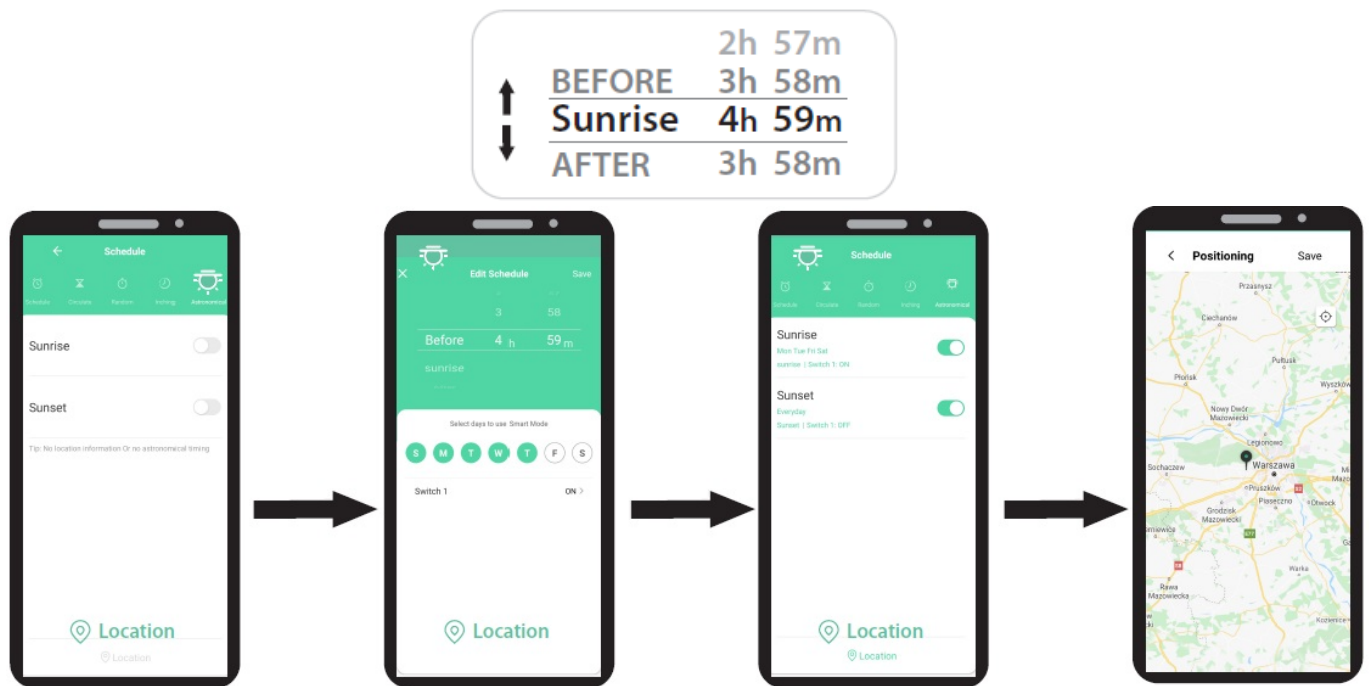 2h 57m
BEFORE 3h 58m
Sunrise 4h 59m
AFTER 3h 58m
Schedule
Schedule Circulate Random Inching Astronomical
Sunrise
Sunset
Tip: No location information Or no astronomecal timing
Location
Location
Edit Schedule Save
3 58
Before 4 h 59 m
sunrise
Select days to use Smart Mode
S M T W T F S
Switch 1 ON
Location
Schedule
Schedule Circulate Random Inching Astronomical
Sunrise
Mon Tue Fri Sat
sunrise | Switch 1: ON
Sunset
Everyday
Sunset | Switch 1: OFF
Location
Location
Positioning Save
Przasnysz
Ciechanów
Pułtusk
Płońsk
Wyszków
Nowy Dwór
Mazowiecki
Legionowo
Sochaczew
Warszawa
Pruszków
Piaseczno
Otwock
Grodzisk
Mazowiecki
Warka
Rawa
Mazowiecka
Kozienice